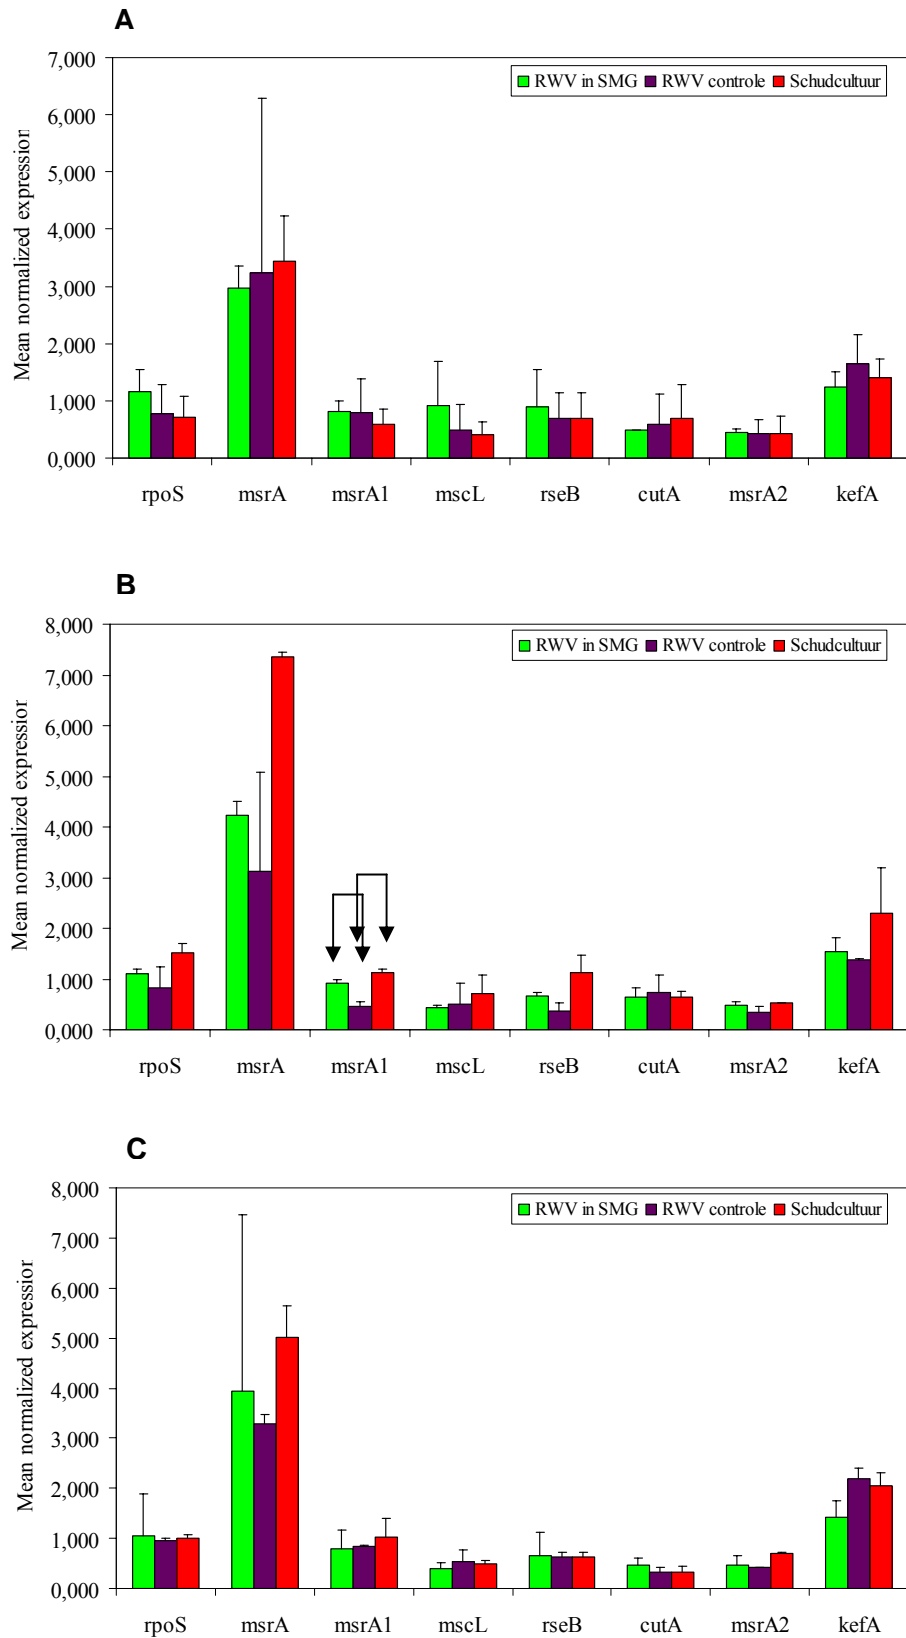 A
7,000
RWV in SMG RWV controle Schudcultuur
6,000
5,000
4,000
3,000
2,000
1,000
0,000
Mean normalized expression
rpoS msrA msrA1 mscL rseB cutA msrA2 kefA
B
8,000
RWV in SMG RWV controle Schudcultuur
7,000
6,000
5,000
4,000
3,000
2,000
1,000
0,000
Mean normalized expression
rpoS msrA msrA1 mscL rseB cutA msrA2 kefA
C
8,000
RWV in SMG RWV controle Schudcultuur
7,000
6,000
5,000
4,000
3,000
2,000
1,000
0,000
Mean normalized expression
rpoS msrA msrA1 mscL rseB cutA msrA2 kefA